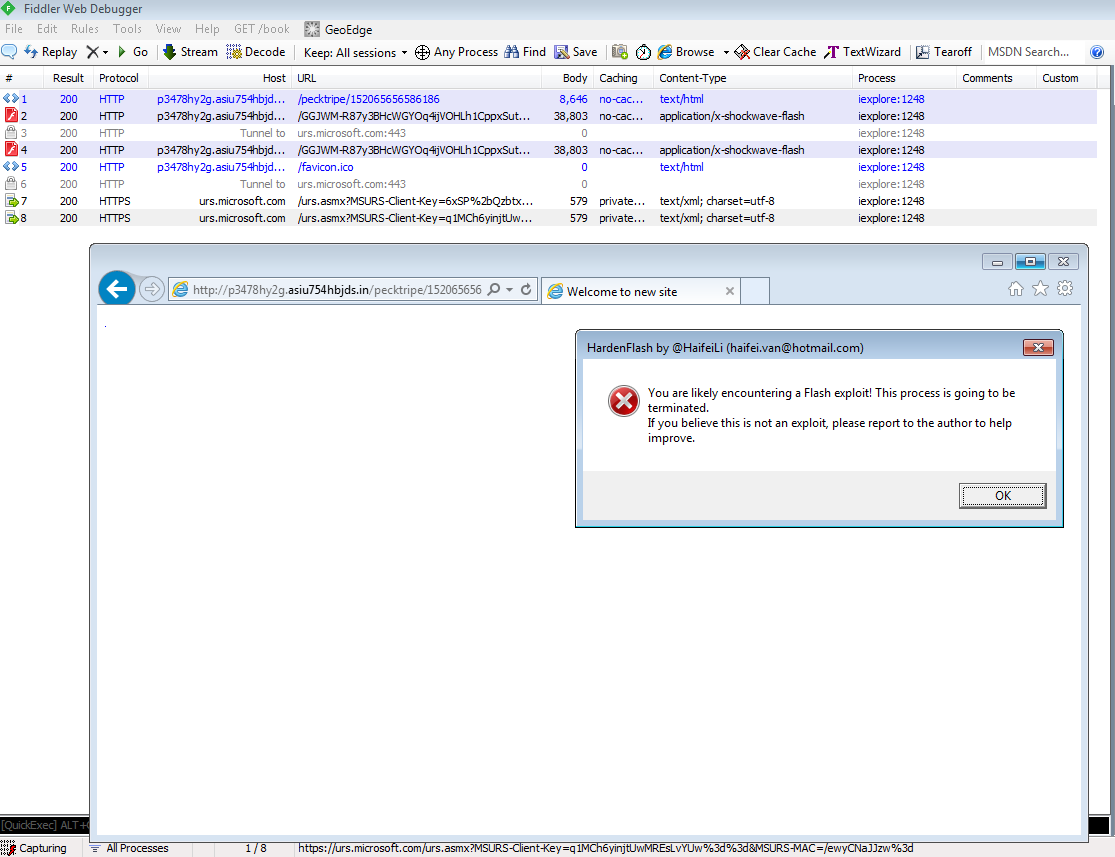 Fiddler Web Debugger
File Edit Rules Tools View Help GET /book GeoEdge
Replay Go Stream Decode Keep: All sessions Any Process Find Save Browse Clear Cache TextWizard Tearoff MSDN Search...
# Result Protocol Host URL Body Caching Content-Type Process Comments Custom
1 200 HTTP p3478hy2g.asiu754hbjd... /pecktripe/152065656586186 8,646 no-cac... text/html iexplore:1248
2 200 HTTP p3478hy2g.asiu754hbjd... /GGJWM-R87y3BHcWGYOq4ijVOHLh1CppxSut... 38,803 no-cac... application/x-shockwave-flash iexplore:1248
3 200 HTTP Tunnel to urs.microsoft.com:443 0 iexplore:1248
4 200 HTTP p3478hy2g.asiu754hbjd... /GGJWM-R87y3BHcWGYOq4ijVOHLh1CppxSut... 38,803 no-cac... application/x-shockwave-flash iexplore:1248
5 200 HTTP p3478hy2g.asiu754hbjd... /favicon.ico 0 text/html iexplore:1248
6 200 HTTP Tunnel to urs.microsoft.com:443 0 iexplore:1248
7 200 HTTPS urs.microsoft.com /urs.asmx?MSURS-Client-Key=6xSP%2bQzbtx... 579 private... text/xml; charset=utf-8 iexplore:1248
8 200 HTTPS urs.microsoft.com /urs.asmx?MSURS-Client-Key=q1MCh6yinjtUw... 579 private... text/xml; charset=utf-8 iexplore:1248
http://p3478hy2g.asiu754hbjds.in/pecktripe/152065656 Welcome to new site
.
HardenFlash by @HaifeiLi (haifei.van@hotmail.com)
You are likely encountering a Flash exploit! This process is going to be
terminated.
If you believe this is not an exploit, please report to the author to help
improve.
OK
[QuickExec] ALT+
Capturing All Processes 1 / 8 https://urs.microsoft.com/urs.asmx?MSURS-Client-Key=q1MCh6yinjtUwMREsLvYUw%3d%3d&MSURS-MAC=/ewyCNaJJzw%3d